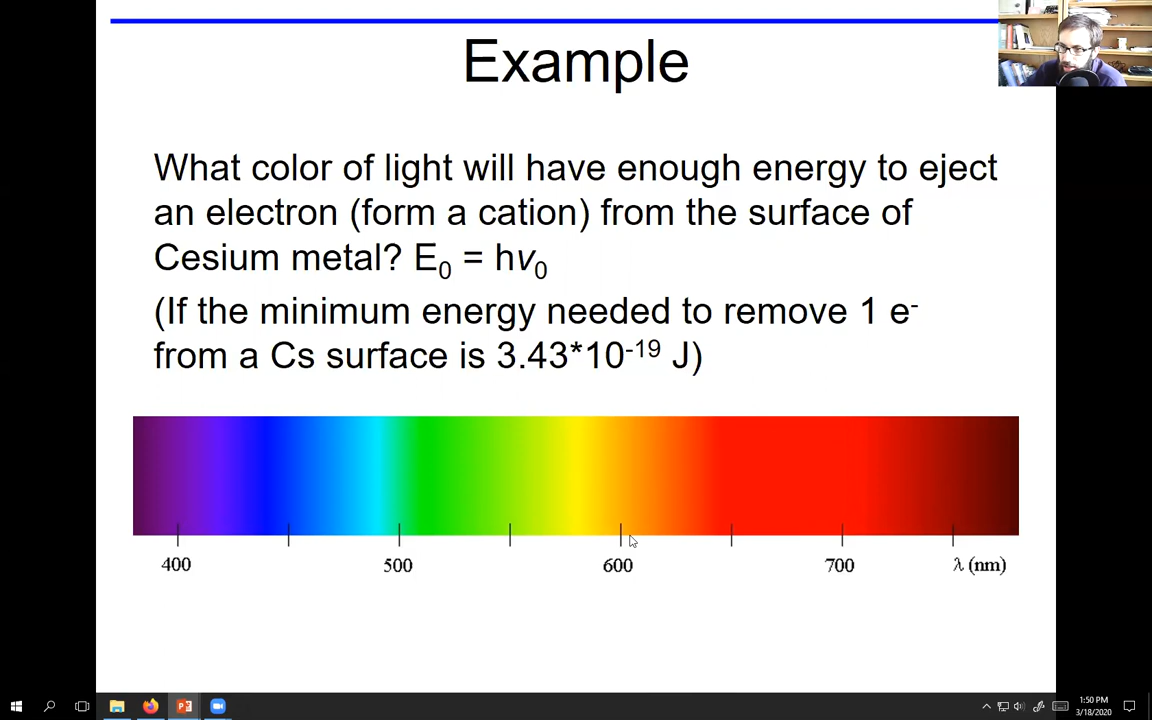 Example
What color of light will have enough energy to eject
an electron (form a cation) from the surface of
Cesium metal? E₀ = hν₀
(If the minimum energy needed to remove 1 e⁻
from a Cs surface is 3.43*10⁻¹⁹ J)
400 500 600 700 λ (nm)
1:50 PM
3/18/2020